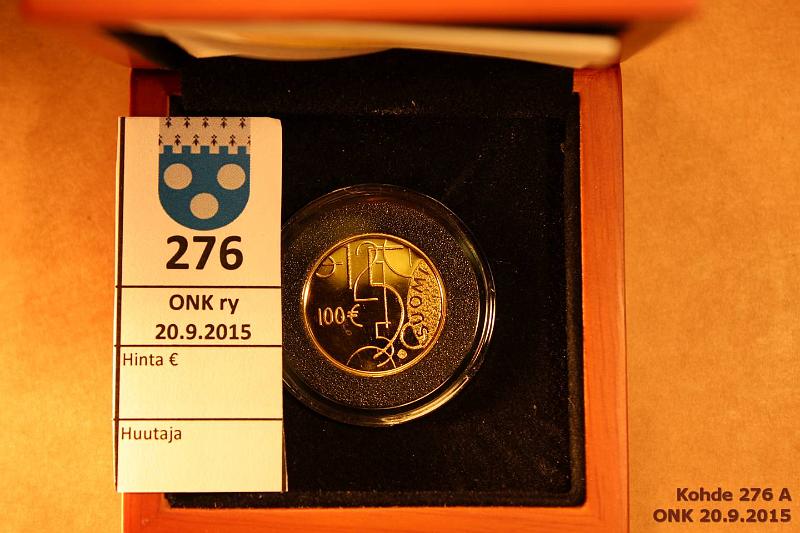 276
ONK ry
20.9.2015
Hinta €
Huutaja
100€
SUOMI
Kohde 276 A
ONK 20.9.2015